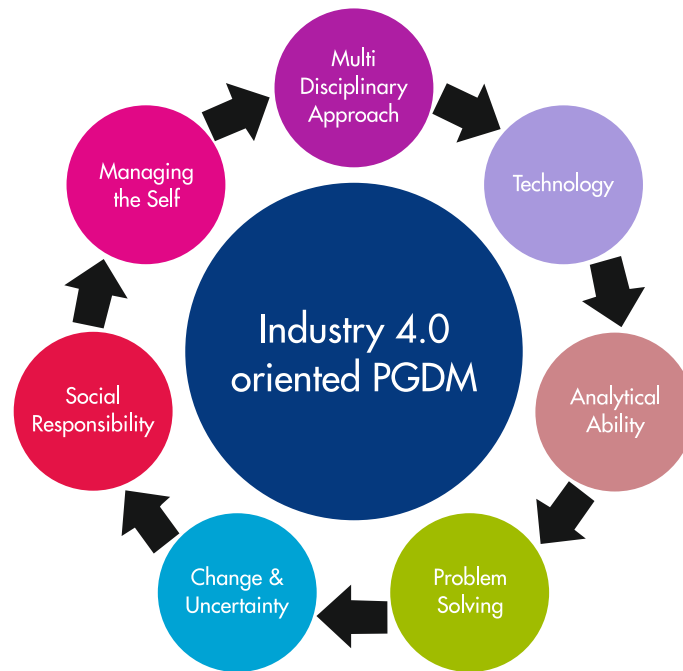 Multi
Disciplinary
Approach
Technology
Analytical
Ability
Problem
Solving
Change &
Uncertainty
Social
Responsibility
Managing
the Self
Industry 4.0
oriented PGDM